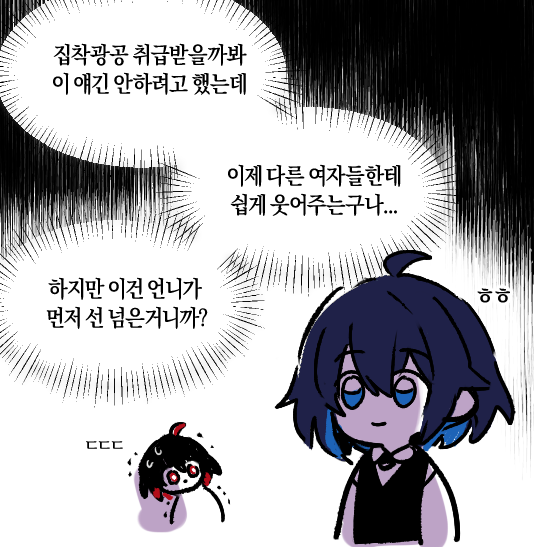 집착광공 취급받을까봐
이 얘긴 안하려고 했는데
이제 다른 여자들한테
쉽게 웃어주는구나...
하지만 이건 언니가
먼저 선 넘은거니까?
ㅎㅎ
ㄷㄷㄷ